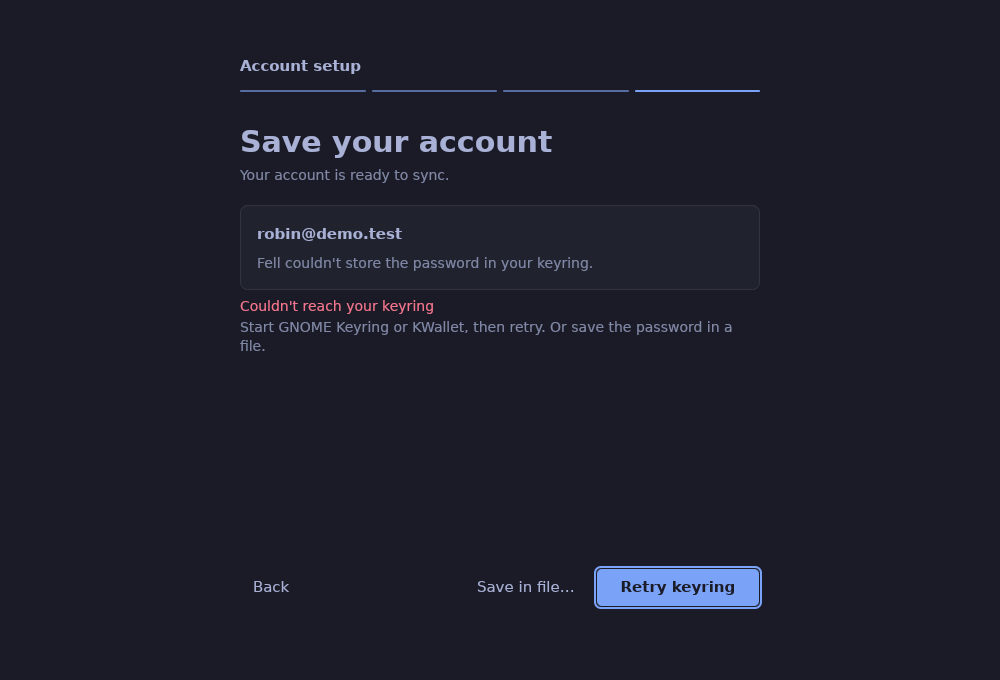 Account setup
Save your account
Your account is ready to sync.
robin@demo.test
Fell couldn't store the password in your keyring.
Couldn't reach your keyring
Start GNOME Keyring or KWallet, then retry. Or save the password in a
file.
Back
Save in file...
Retry keyring